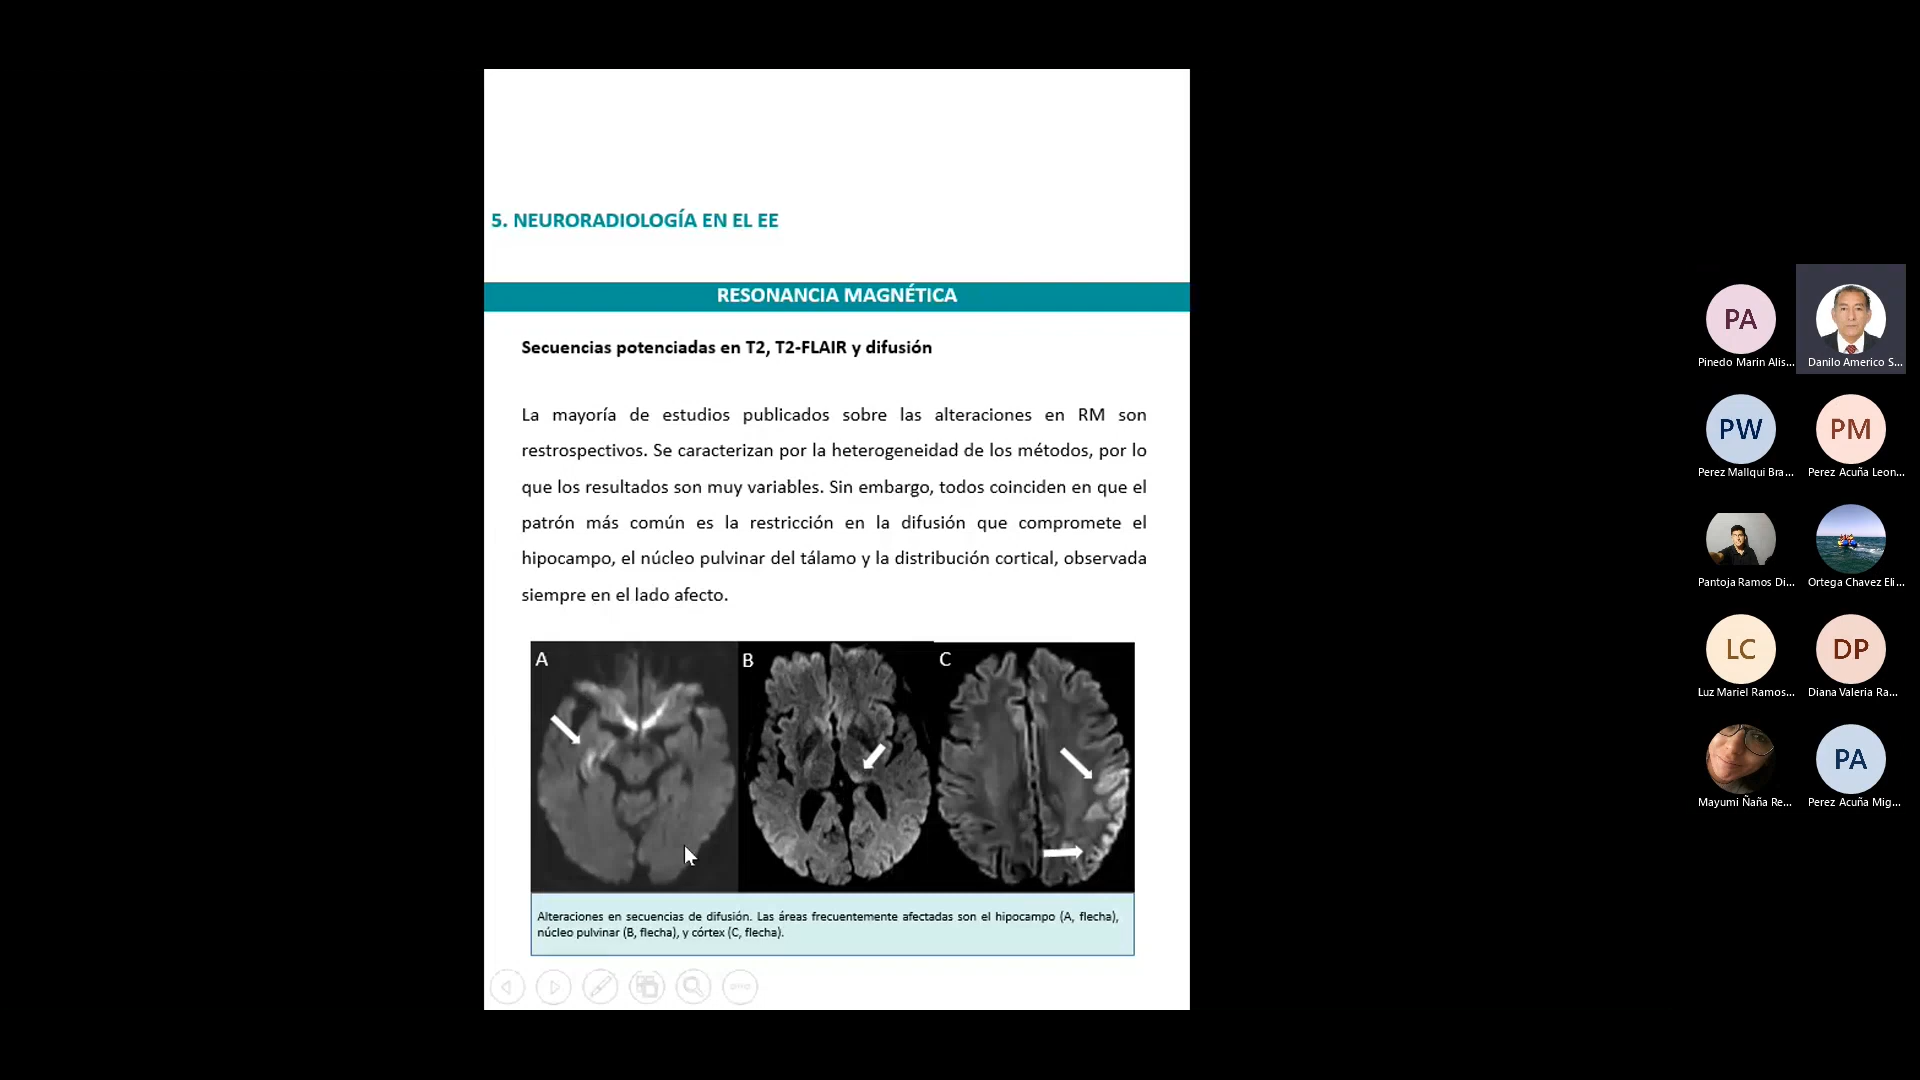 5. NEURORADIOLOGÍA EN EL EE
RESONANCIA MAGNÉTICA
Secuencias potenciadas en T2, T2-FLAIR y difusión
La mayoría de estudios publicados sobre las alteraciones en RM son
restrospectivos. Se caracterizan por la heterogeneidad de los métodos, por lo
que los resultados son muy variables. Sin embargo, todos coinciden en que el
patrón más común es la restricción en la difusión que compromete el
hipocampo, el núcleo pulvinar del tálamo y la distribución cortical, observada
siempre en el lado afecto.
A B C
Alteraciones en secuencias de difusión. Las áreas frecuentemente afectadas son el hipocampo (A, flecha),
núcleo pulvinar (B, flecha), y córtex (C, flecha).
PA
Pinedo Marin Alis... Danilo Americo S...
PW PM
Perez Mallqui Bra... Perez Acuña Leon...
Pantoja Ramos Di... Ortega Chavez Eli...
LC DP
Luz Mariel Ramos... Diana Valeria Ra...
PA
Mayumi Ñaña Re... Perez Acuña Mig...